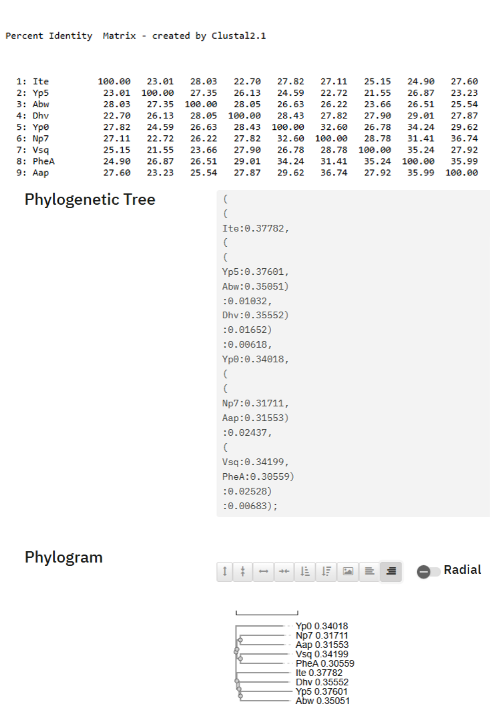 Percent Identity  Matrix - created by Clustal2.1
1: Ite 100.00 23.01 28.03 22.70 27.82 27.11 25.15 24.90 27.60
2: Yp5 23.01 100.00 27.35 26.13 24.59 22.72 21.55 26.87 23.23
3: Abw 28.03 27.35 100.00 28.05 26.63 26.22 23.66 26.51 25.54
4: Dhv 22.70 26.13 28.05 100.00 28.43 27.82 27.90 29.01 27.87
5: Yp0 27.82 24.59 26.63 28.43 100.00 32.60 26.78 34.24 29.62
6: Np7 27.11 22.72 26.22 27.82 32.60 100.00 28.78 31.41 36.74
7: Vsq 25.15 21.55 23.66 27.90 26.78 28.78 100.00 35.24 27.92
8: PheA 24.90 26.87 26.51 29.01 34.24 31.41 35.24 100.00 35.99
9: Aap 27.60 23.23 25.54 27.87 29.62 36.74 27.92 35.99 100.00
Phylogenetic Tree
(
(
Ite:0.37782,
(
(
Yp5:0.37601,
Abw:0.35051)
:0.01032,
Dhv:0.35552)
:0.01652)
:0.00618,
Yp0:0.34018,
(
(
Np7:0.31711,
Aap:0.31553)
:0.02437,
(
Vsq:0.34199,
PheA:0.30559)
:0.02528)
:0.00683);
Phylogram
Radial
Yp0 0.34018
Np7 0.31711
Aap 0.31553
Vsq 0.34199
PheA 0.30559
Ite 0.37782
Dhv 0.35552
Yp5 0.37601
Abw 0.35051